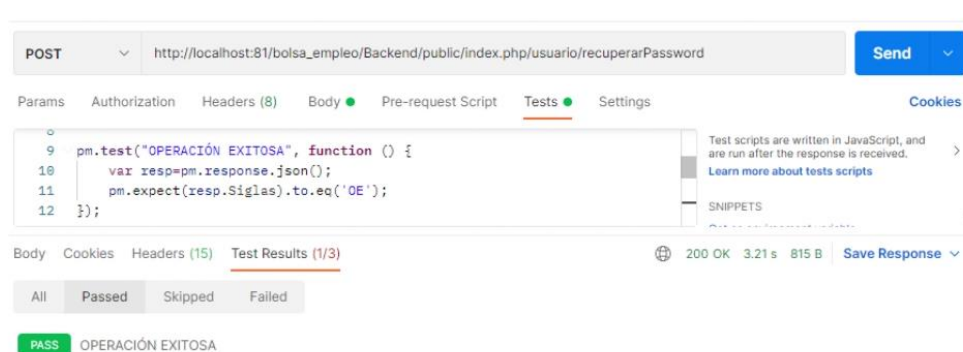 POST http://localhost:81/bolsa_empleo/Backend/public/index.php/usuario/recuperarPassword Send
Params Authorization Headers (8) Body Pre-request Script Tests Settings Cookies
9 pm.test("OPERACIÓN EXITOSA", function () {
10 var resp=pm.response.json();
11 pm.expect(resp.Siglas).to.eq('OE');
12 });
Test scripts are written in JavaScript, and
are run after the response is received.
Learn more about tests scripts
SNIPPETS
Body Cookies Headers (15) Test Results (1/3) 200 OK 3.21 s 815 B Save Response
All Passed Skipped Failed
PASS OPERACIÓN EXITOSA